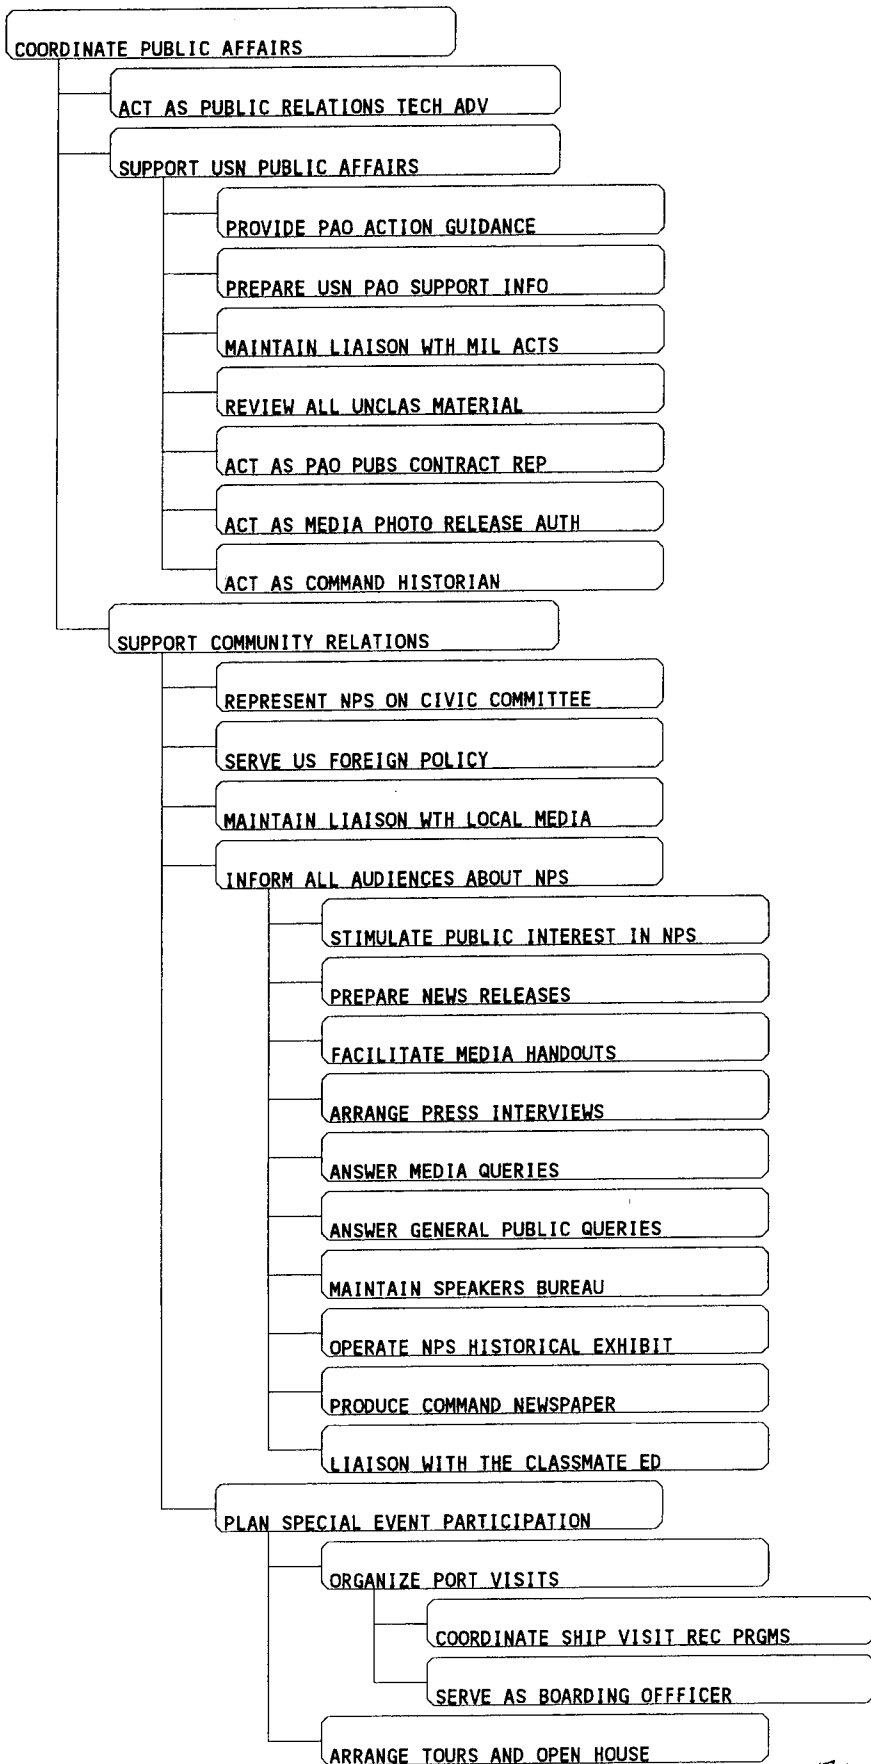 COORDINATE PUBLIC AFFAIRS
ACT AS PUBLIC RELATIONS TECH ADV
SUPPORT USN PUBLIC AFFAIRS
PROVIDE PAO ACTION GUIDANCE
PREPARE USN PAO SUPPORT INFO
MAINTAIN LIAISON WTH MIL ACTS
REVIEW ALL UNCLAS MATERIAL
ACT AS PAO PUBS CONTRACT REP
ACT AS MEDIA PHOTO RELEASE AUTH
ACT AS COMMAND HISTORIAN
SUPPORT COMMUNITY RELATIONS
REPRESENT NPS ON CIVIC COMMITTEE
SERVE US FOREIGN POLICY
MAINTAIN LIAISON WTH LOCAL MEDIA
INFORM ALL AUDIENCES ABOUT NPS
STIMULATE PUBLIC INTEREST IN NPS
PREPARE NEWS RELEASES
FACILITATE MEDIA HANDOUTS
ARRANGE PRESS INTERVIEWS
ANSWER MEDIA QUERIES
ANSWER GENERAL PUBLIC QUERIES
MAINTAIN SPEAKERS BUREAU
OPERATE NPS HISTORICAL EXHIBIT
PRODUCE COMMAND NEWSPAPER
LIAISON WITH THE CLASSMATE ED
PLAN SPECIAL EVENT PARTICIPATION
ORGANIZE PORT VISITS
COORDINATE SHIP VISIT REC PRGMS
SERVE AS BOARDING OFFFICER
ARRANGE TOURS AND OPEN HOUSE